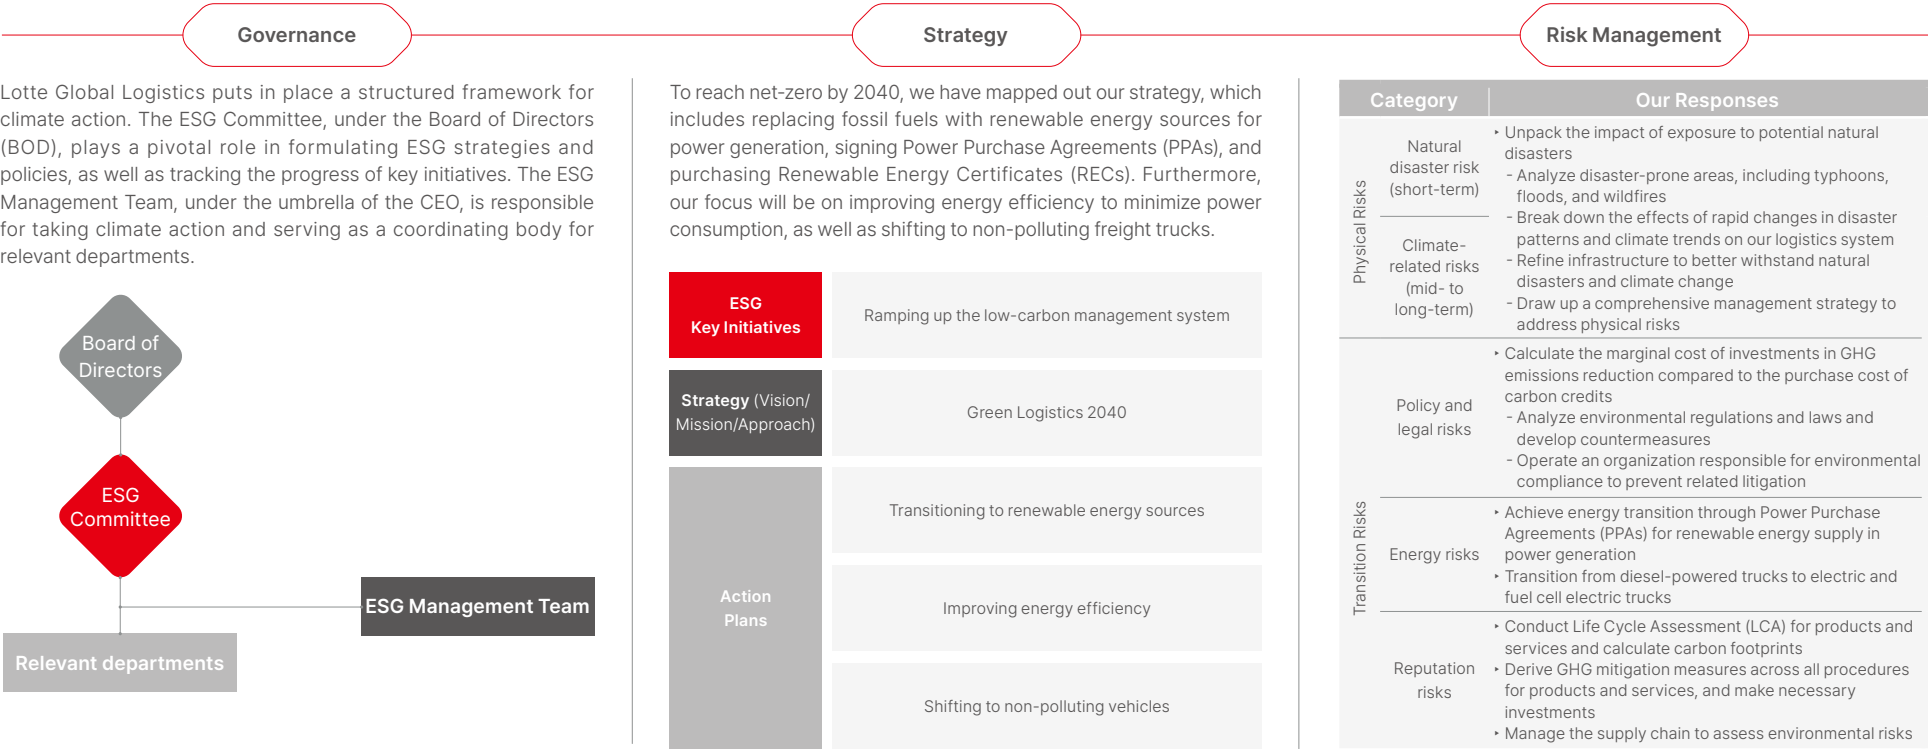 Governance
Lotte Global Logistics puts in place a structured framework for
climate action. The ESG Committee, under the Board of Directors
(BOD), plays a pivotal role in formulating ESG strategies and
policies, as well as tracking the progress of key initiatives. The ESG
Management Team, under the umbrella of the CEO, is responsible
for taking climate action and serving as a coordinating body for
relevant departments.
Board of
Directors
ESG
Committee
ESG Management Team
Relevant departments
Strategy
To reach net-zero by 2040, we have mapped out our strategy, which
includes replacing fossil fuels with renewable energy sources for
power generation, signing Power Purchase Agreements (PPAs), and
purchasing Renewable Energy Certificates (RECs). Furthermore,
our focus will be on improving energy efficiency to minimize power
consumption, as well as shifting to non-polluting freight trucks.
ESG
Key Initiatives
Ramping up the low-carbon management system
Strategy (Vision/
Mission/Approach)
Green Logistics 2040
Action
Plans
Transitioning to renewable energy sources
Improving energy efficiency
Shifting to non-polluting vehicles
Risk Management
Category
Our Responses
Physical Risks
Natural
disaster risk
(short-term)
Climate-
related risks
(mid- to
long-term)
‣ Unpack the impact of exposure to potential natural
disasters
- Analyze disaster-prone areas, including typhoons,
floods, and wildfires
- Break down the effects of rapid changes in disaster
patterns and climate trends on our logistics system
- Refine infrastructure to better withstand natural
disasters and climate change
- Draw up a comprehensive management strategy to
address physical risks
Transition Risks
Policy and
legal risks
‣ Calculate the marginal cost of investments in GHG
emissions reduction compared to the purchase cost of
carbon credits
- Analyze environmental regulations and laws and
develop countermeasures
- Operate an organization responsible for environmental
compliance to prevent related litigation
Energy risks
‣ Achieve energy transition through Power Purchase
Agreements (PPAs) for renewable energy supply in
power generation
‣ Transition from diesel-powered trucks to electric and
fuel cell electric trucks
Reputation
risks
‣ Conduct Life Cycle Assessment (LCA) for products and
services and calculate carbon footprints
‣ Derive GHG mitigation measures across all procedures
for products and services, and make necessary
investments
‣ Manage the supply chain to assess environmental risks